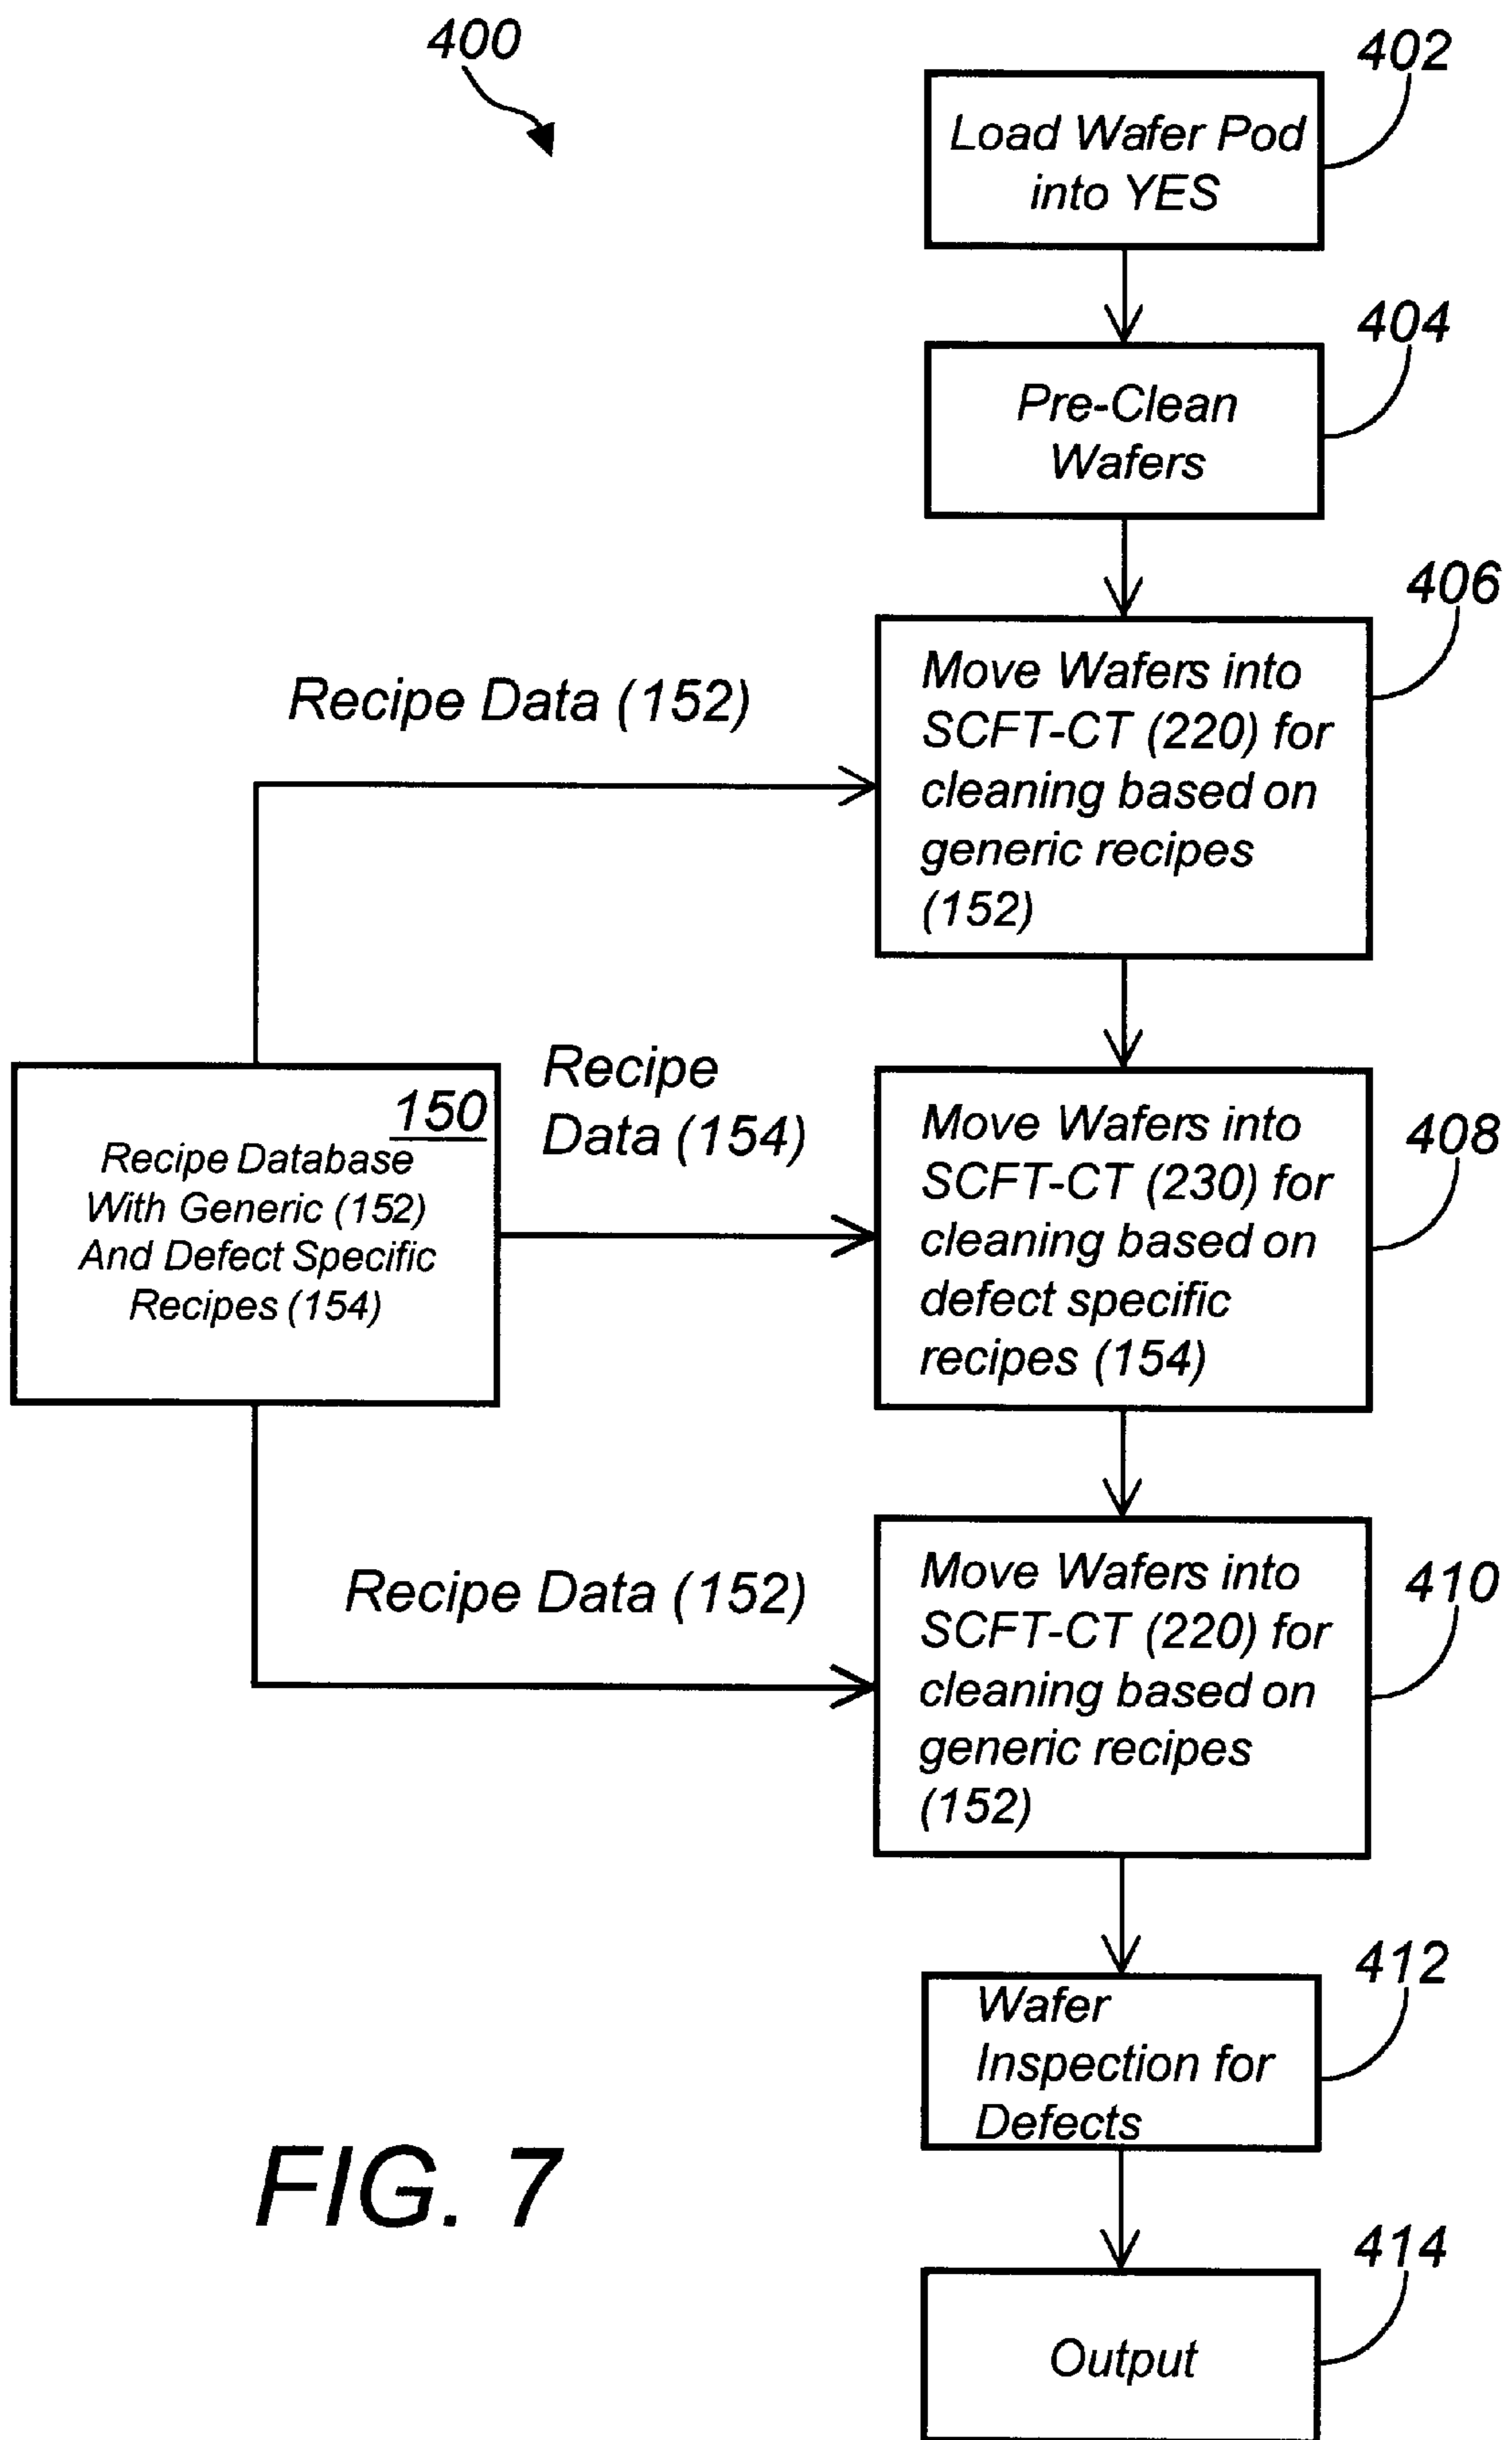 400
402
Load Wafer Pod
into YES
404
Pre-Clean
Wafers
406
Move Wafers into
SCFT-CT (220) for
cleaning based on
generic recipes
(152)
Recipe Data (152)
150
Recipe Database
With Generic (152)
And Defect Specific
Recipes (154)
Recipe
Data (154)
408
Move Wafers into
SCFT-CT (230) for
cleaning based on
defect specific
recipes (154)
Recipe Data (152)
410
Move Wafers into
SCFT-CT (220) for
cleaning based on
generic recipes
(152)
412
Wafer
Inspection for
Defects
414
Output
FIG. 7